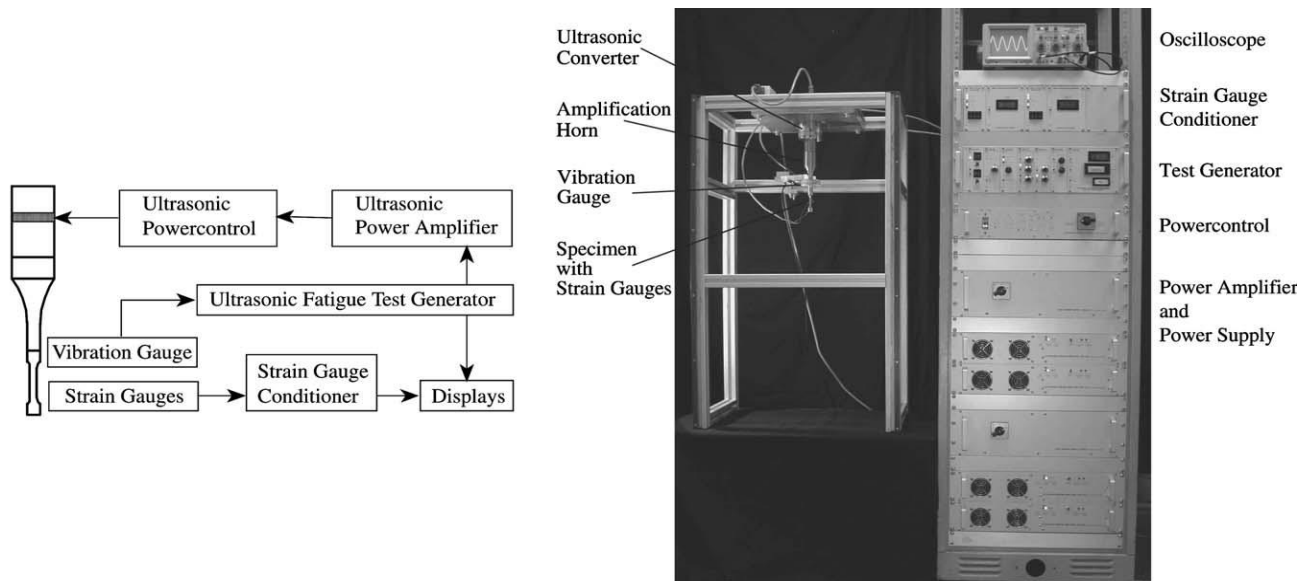 Ultrasonic
Powercontrol
Ultrasonic
Power Amplifier
Ultrasonic Fatigue Test Generator
Vibration Gauge
Strain Gauges
Strain Gauge
Conditioner
Displays
Ultrasonic
Converter
Amplification
Horn
Vibration
Gauge
Specimen
with
Strain Gauges
Oscilloscope
Strain Gauge
Conditioner
Test Generator
Powercontrol
Power Amplifier
and
Power Supply